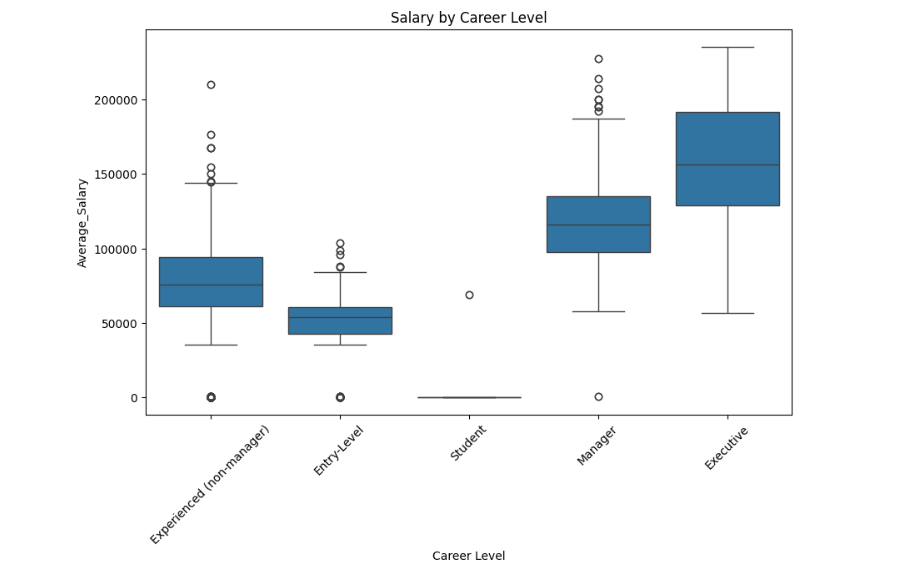 Salary by Career Level
Average_Salary
200000
150000
100000
50000
0
Experienced (non-manager)
Entry-Level
Student
Manager
Executive
Career Level